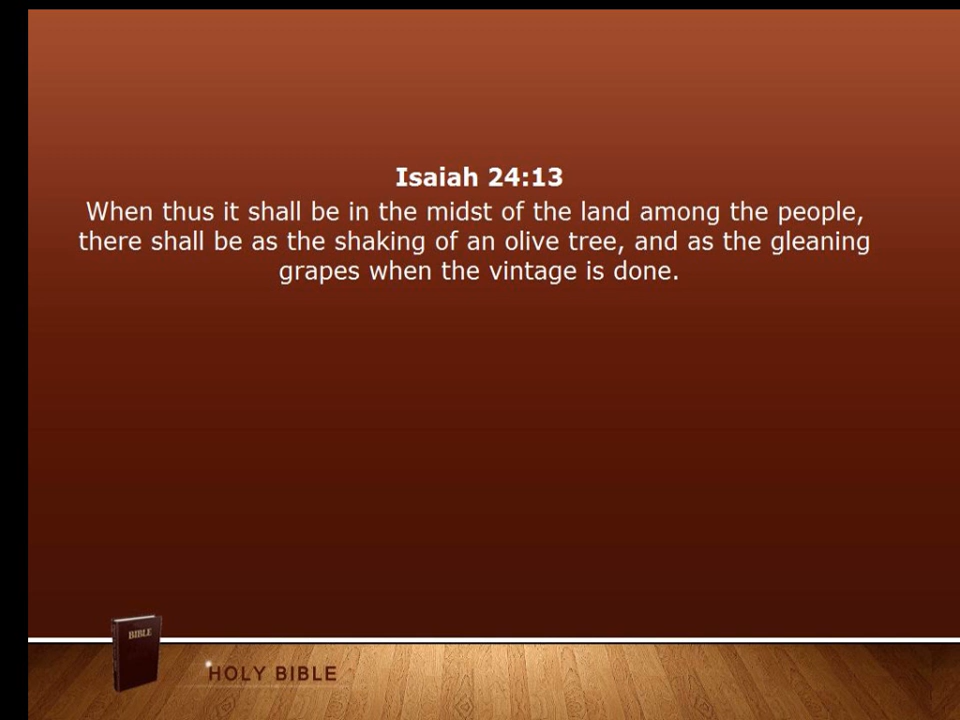 Isaiah 24:13
When thus it shall be in the midst of the land among the people,
there shall be as the shaking of an olive tree, and as the gleaning
grapes when the vintage is done.
BIBLE
HOLY BIBLE